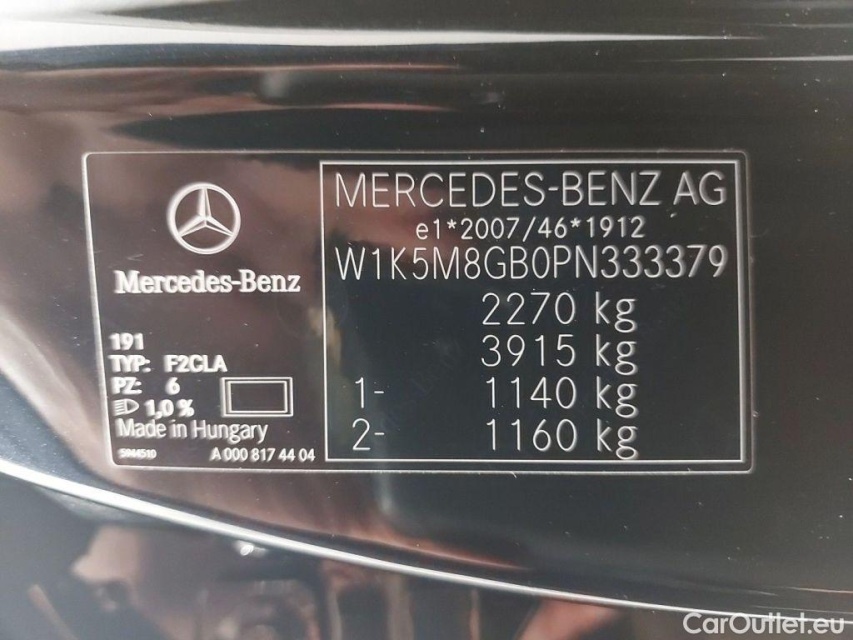 Mercedes-Benz
191
TYP: F2CLA
PZ: 6
1,0 %
Made in Hungary
A 000 817 44 04
MERCEDES-BENZ AG
e1*2007/46*1912
W1K5M8GB0PN333379
2270 kg
3915 kg
1- 1140 kg
2- 1160 kg
CarOutlet.eu